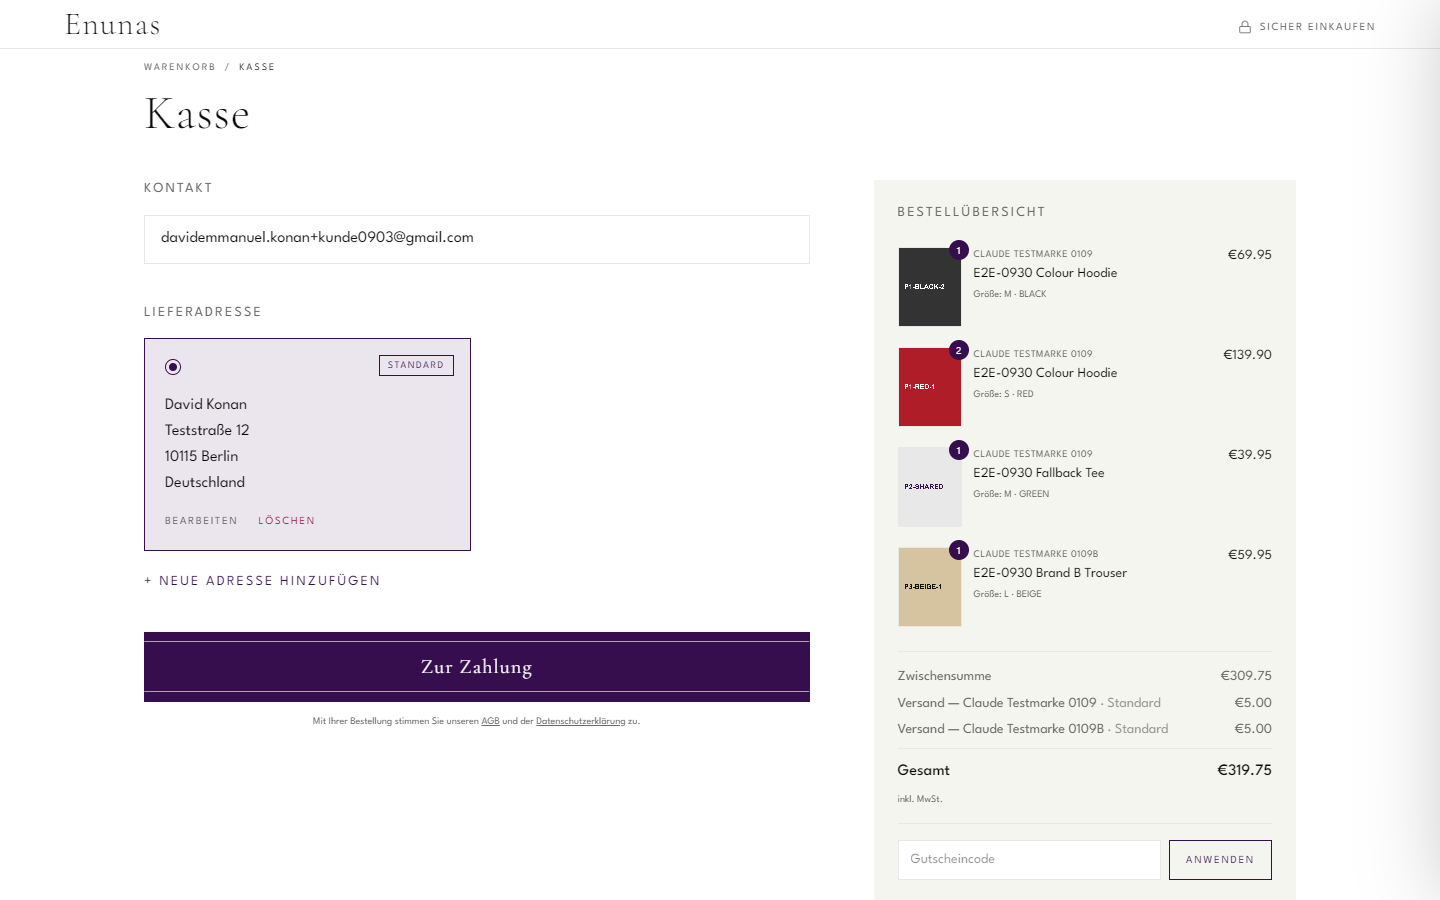 Enunas
SICHER EINKAUFEN
WARENKORB / KASSE
Kasse
KONTAKT
davidemmanuel.konan+kunde0903@gmail.com
LIEFERADRESSE
STANDARD
David Konan
Teststraße 12
10115 Berlin
Deutschland
BEARBEITEN LÖSCHEN
+ NEUE ADRESSE HINZUFÜGEN
Zur Zahlung
Mit Ihrer Bestellung stimmen Sie unseren AGB und der Datenschutzerklärung zu.
BESTELLÜBERSICHT
P1-BLACK-2
1
CLAUDE TESTMARKE 0109
€69.95
E2E-0930 Colour Hoodie
Größe: M · BLACK
P1-RED-1
2
CLAUDE TESTMARKE 0109
€139.90
E2E-0930 Colour Hoodie
Größe: S · RED
P2-SHARED
1
CLAUDE TESTMARKE 0109
€39.95
E2E-0930 Fallback Tee
Größe: M · GREEN
P3-BEIGE-1
1
CLAUDE TESTMARKE 0109B
€59.95
E2E-0930 Brand B Trouser
Größe: L · BEIGE
Zwischensumme €309.75
Versand — Claude Testmarke 0109 · Standard €5.00
Versand — Claude Testmarke 0109B · Standard €5.00
Gesamt €319.75
inkl. MwSt.
Gutscheincode
ANWENDEN